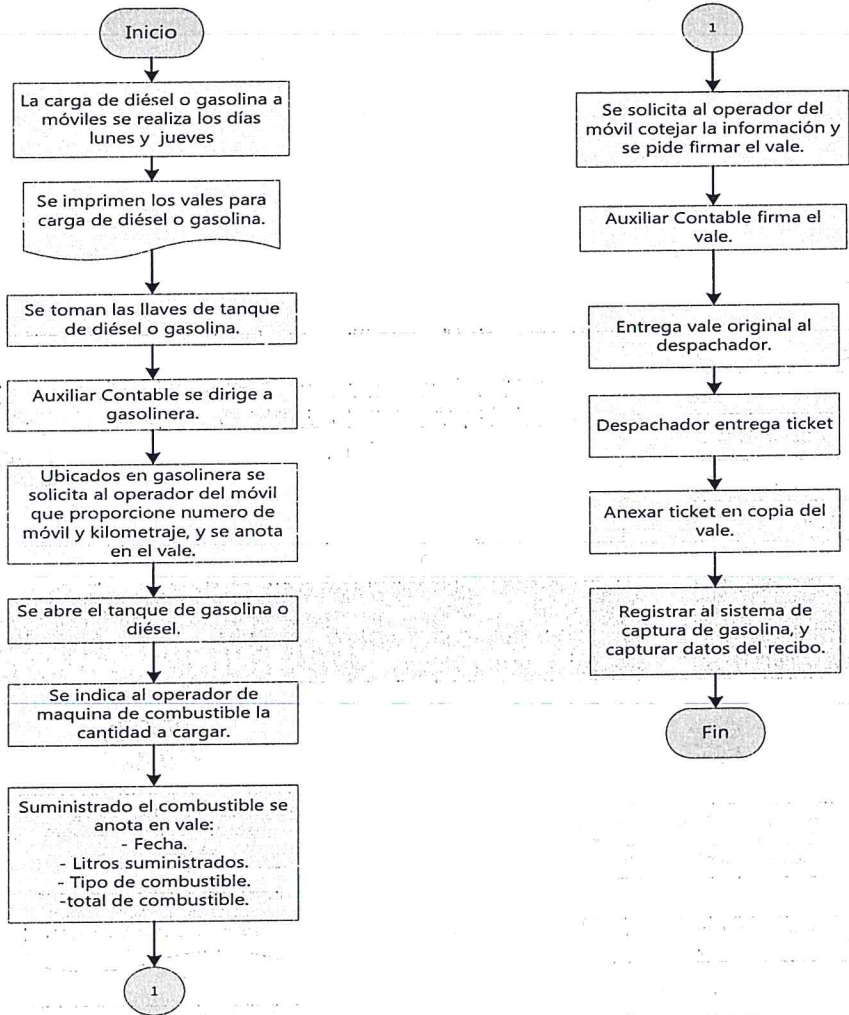 Inicio
La carga de diésel o gasolina a
móviles se realiza los días
lunes y jueves
Se imprimen los vales para
carga de diésel o gasolina.
Se toman las llaves de tanque
de diésel o gasolina.
Auxiliar Contable se dirige a
gasolinera.
Ubicados en gasolinera se
solicita al operador del móvil
que proporcione numero de
móvil y kilometraje, y se anota
en el vale.
Se abre el tanque de gasolina o
diésel.
Se indica al operador de
maquina de combustible la
cantidad a cargar.
Suministrado el combustible se
anota en vale:
- Fecha.
- Litros suministrados.
- Tipo de combustible.
-total de combustible.
1
1
Se solicita al operador del
móvil cotejar la información y
se pide firmar el vale.
Auxiliar Contable firma el
vale.
Entrega vale original al
despachador.
Despachador entrega ticket
Anexar ticket en copia del
vale.
Registrar al sistema de
captura de gasolina, y
capturar datos del recibo.
Fin